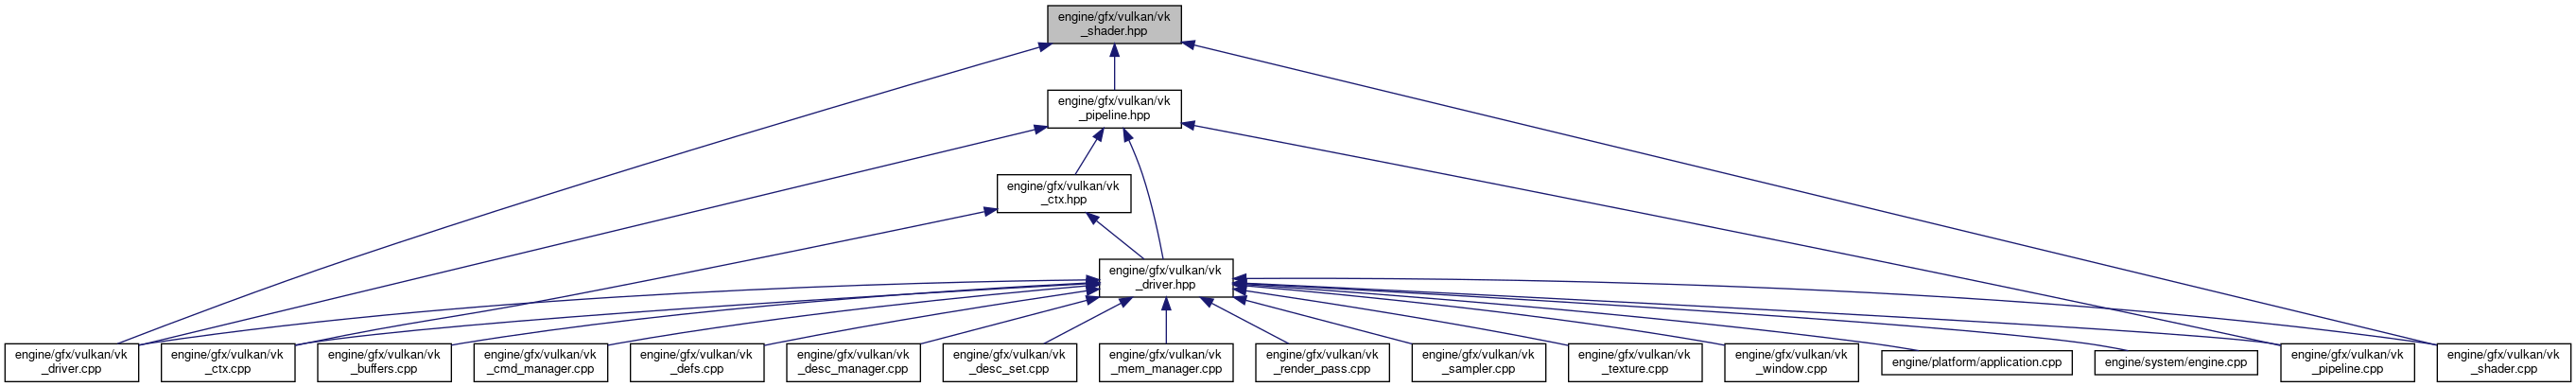 engine/gfx/vulkan/vk
_shader.hpp
engine/gfx/vulkan/vk
_pipeline.hpp
engine/gfx/vulkan/vk
_ctx.hpp
engine/gfx/vulkan/vk
_driver.hpp
engine/gfx/vulkan/vk
_driver.cpp
engine/gfx/vulkan/vk
_ctx.cpp
engine/gfx/vulkan/vk
_buffers.cpp
engine/gfx/vulkan/vk
_cmd_manager.cpp
engine/gfx/vulkan/vk
_defs.cpp
engine/gfx/vulkan/vk
_desc_manager.cpp
engine/gfx/vulkan/vk
_desc_set.cpp
engine/gfx/vulkan/vk
_mem_manager.cpp
engine/gfx/vulkan/vk
_render_pass.cpp
engine/gfx/vulkan/vk
_sampler.cpp
engine/gfx/vulkan/vk
_texture.cpp
engine/gfx/vulkan/vk
_window.cpp
engine/platform/application.cpp
engine/system/engine.cpp
engine/gfx/vulkan/vk
_pipeline.cpp
engine/gfx/vulkan/vk
_shader.cpp